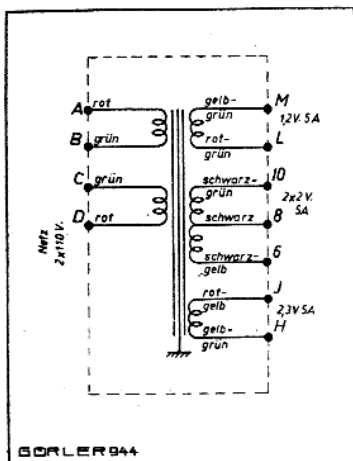 A rot
gelb-
grün M
1,2V. 5A
B grün
rot-
grün L
C grün
schwarz-
grün 10
2x2V.
5A
D rot
schwarz 8
Netz
2x110V.
schwarz-
gelb 6
rot-
gelb J
2,3V 5A
gelb-
grün H
GÖRLER 944